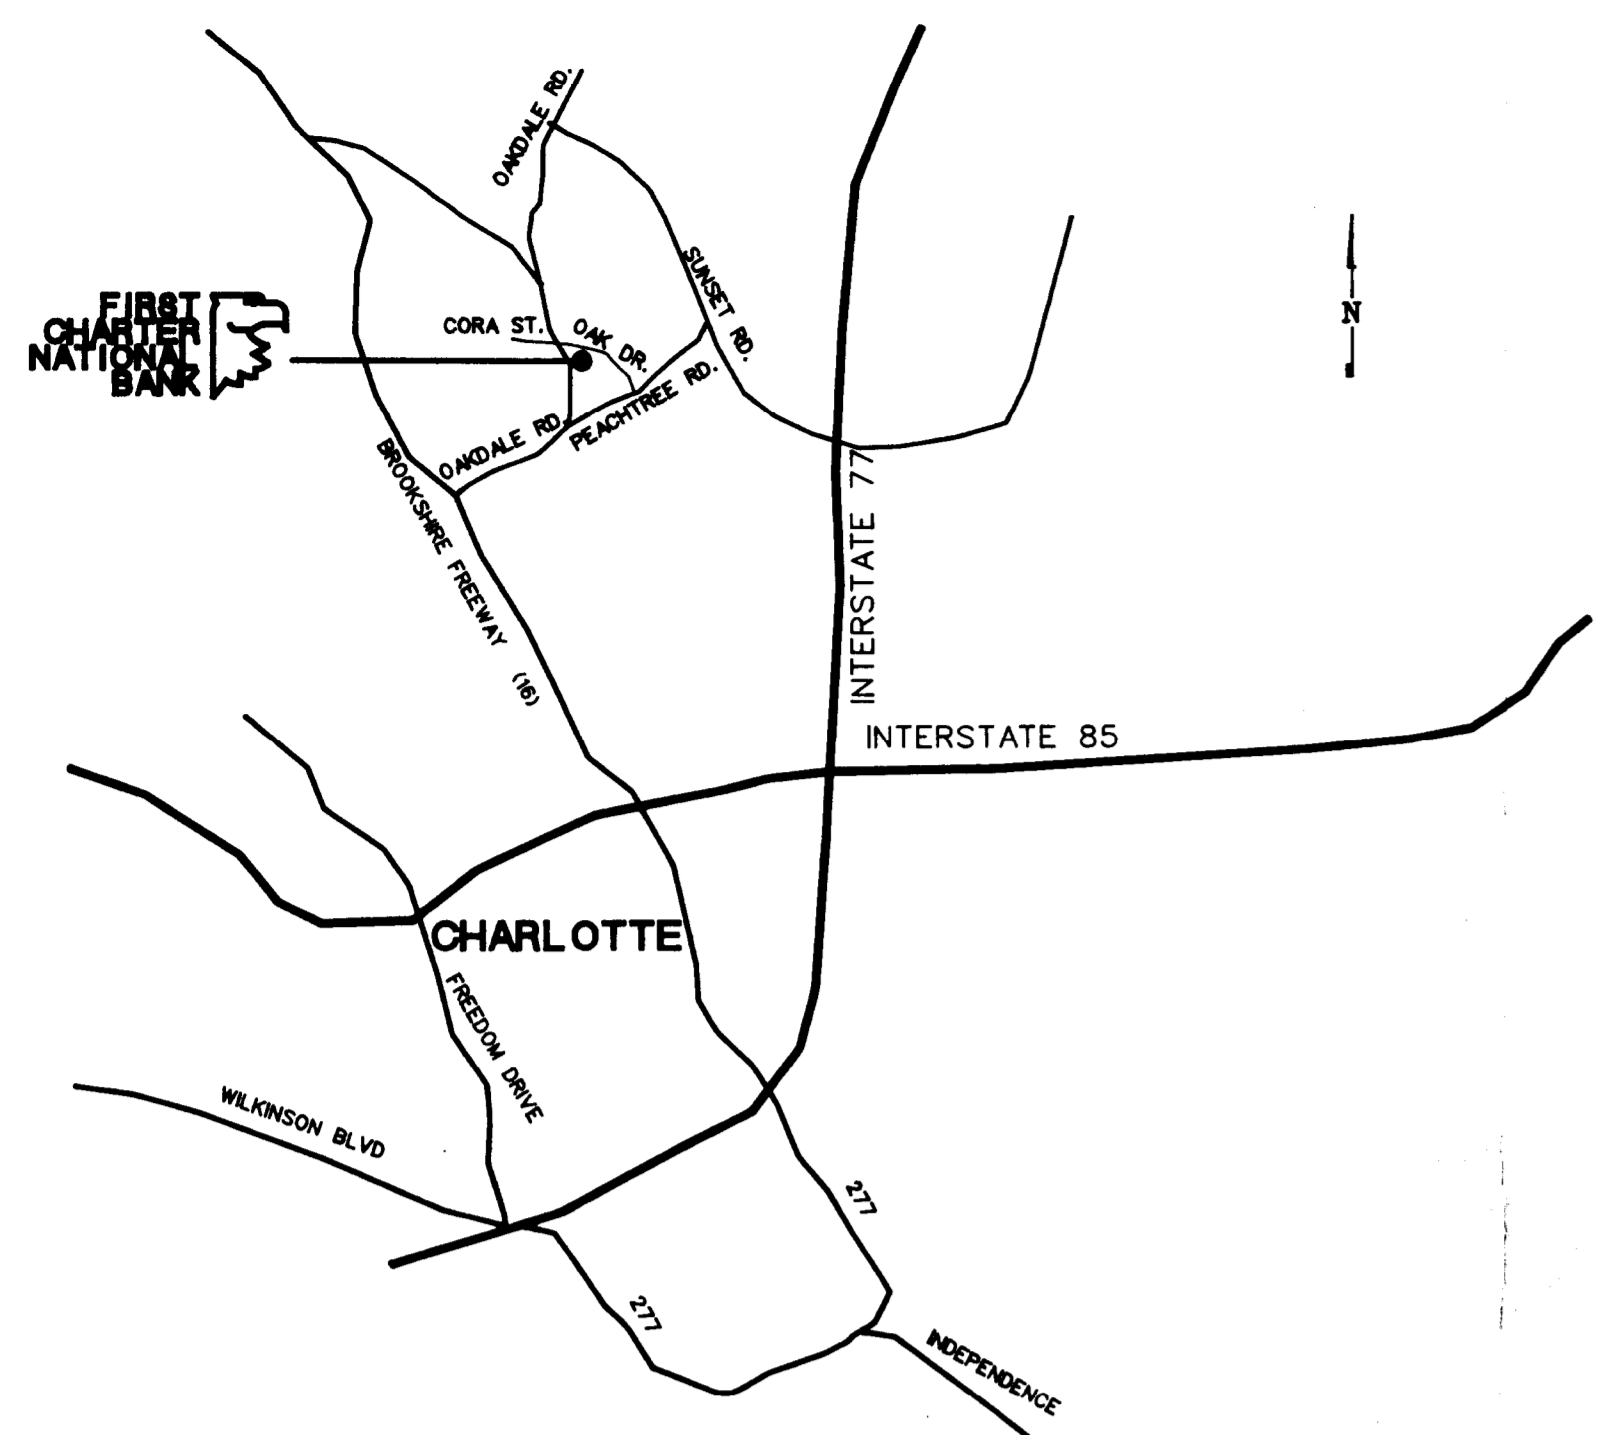 OAKDALE RD.
SUNSET RD.
N
FIRST
CHARTER
NATIONAL
BANK
CORA ST.
OAK DR.
PEACHTREE RD.
OAKDALE RD.
BROOKSHIRE FREEWAY (16)
INTERSTATE 77
INTERSTATE 85
CHARLOTTE
FREEDOM DRIVE
WILKINSON BLVD
277
277
INDEPENDENCE